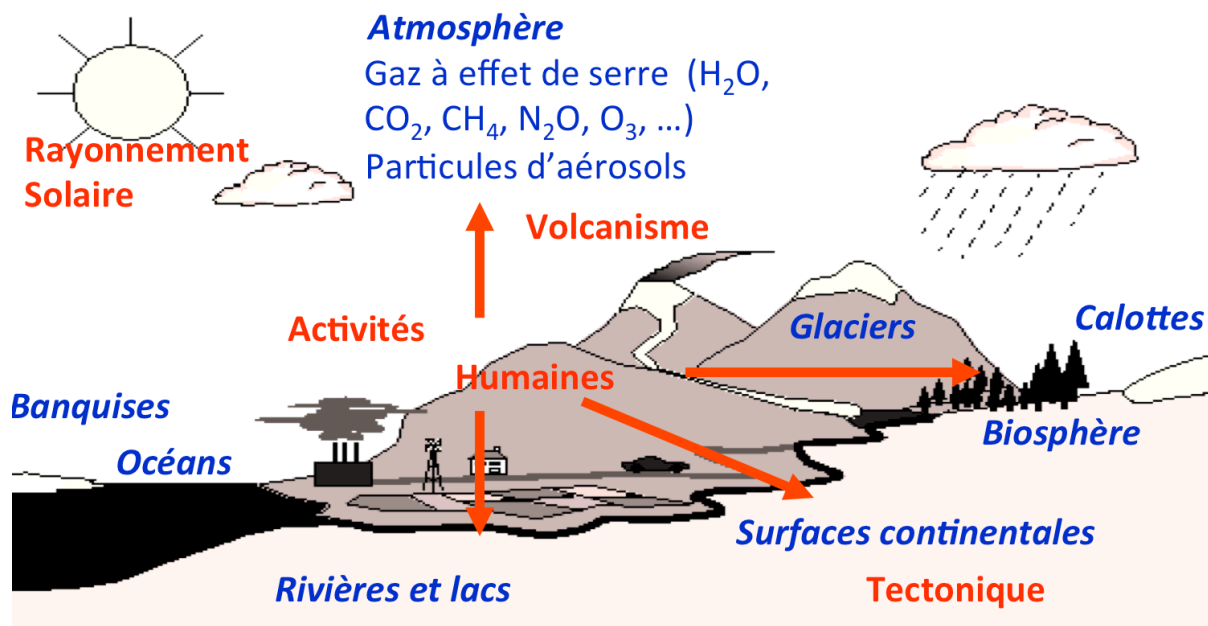 Atmosphère
Gaz à effet de serre (H₂O,
CO₂, CH₄, N₂O, O₃, ...)
Particules d'aérosols
Rayonnement
Solaire
Volcanisme
Activités
Humaines
Glaciers
Calottes
Banquises
Océans
Biosphère
Surfaces continentales
Rivières et lacs
Tectonique